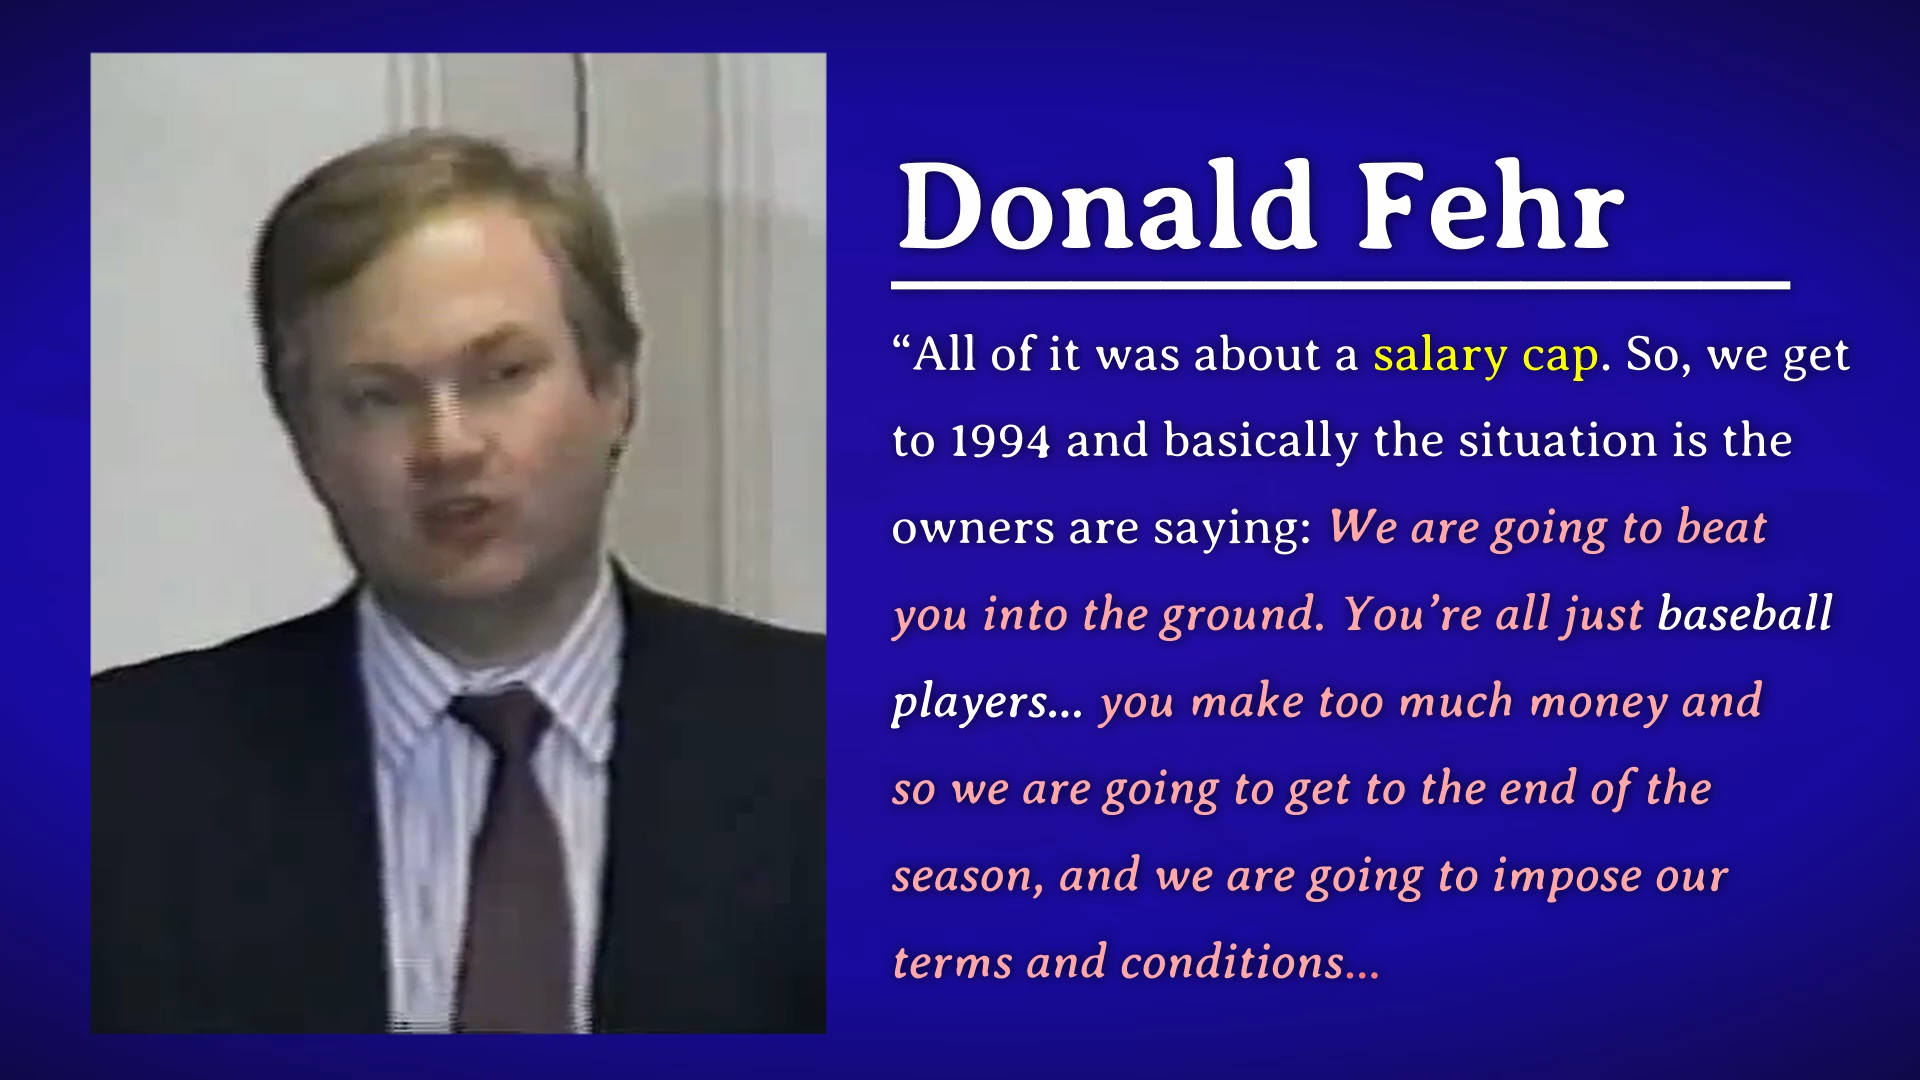 Donald Fehr
“All of it was about a salary cap. So, we get
to 1994 and basically the situation is the
owners are saying: We are going to beat
you into the ground. You’re all just baseball
players... you make too much money and
so we are going to get to the end of the
season, and we are going to impose our
terms and conditions...